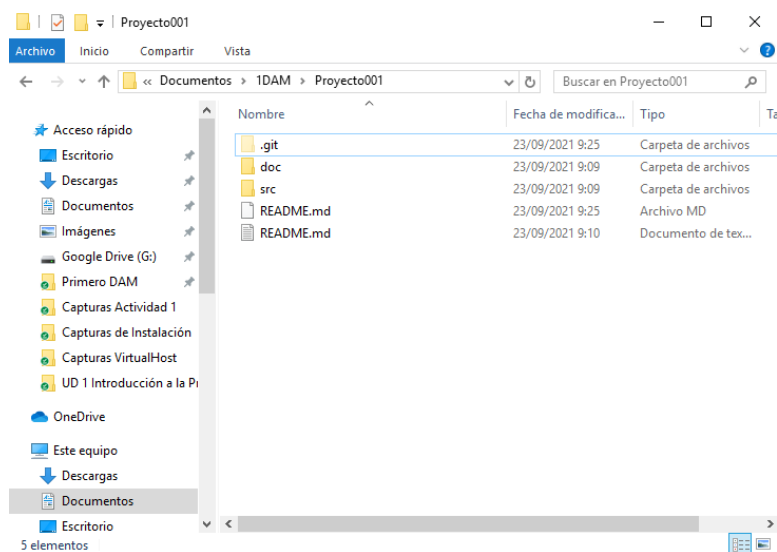 Proyecto001
Archivo Inicio Compartir Vista
« Documentos > 1DAM > Proyecto001 Buscar en Proyecto001
Nombre Fecha de modifica... Tipo Ta
Acceso rápido
Escritorio
Descargas
Documentos
Imágenes
Google Drive (G:)
Primero DAM
Capturas Actividad 1
Capturas de Instalación
Capturas VirtualHost
UD 1 Introducción a la Pr
OneDrive
Este equipo
Descargas
Documentos
Escritorio
.git 23/09/2021 9:25 Carpeta de archivos
doc 23/09/2021 9:09 Carpeta de archivos
src 23/09/2021 9:09 Carpeta de archivos
README.md 23/09/2021 9:25 Archivo MD
README.md 23/09/2021 9:10 Documento de tex...
5 elementos